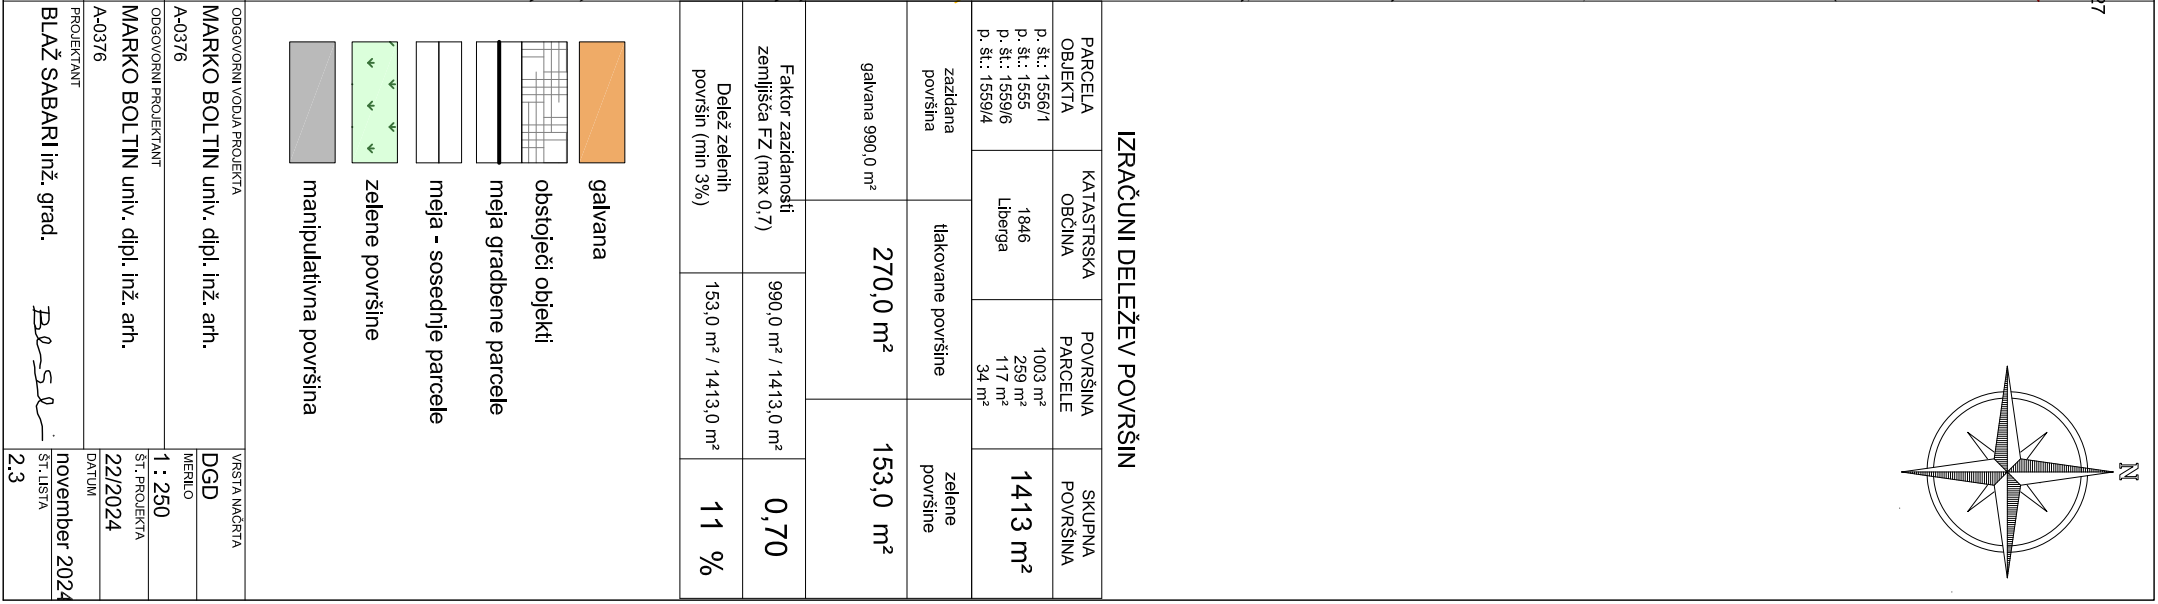 27
N
IZRAČUNI DELEŽEV POVRŠIN
PARCELA
OBJEKTA
KATASTRSKA
OBČINA
POVRŠINA
PARCELE
SKUPNA
POVRŠINA
p. št.: 1556/1
p. št.: 1555
p. št.: 1559/6
p. št.: 1559/4
1846
Liberga
1003 m²
259 m²
117 m²
34 m²
1413 m²
zazidana
površina
tlakovane površine
zelene
površine
galvana 990,0 m²
270,0 m²
153,0 m²
Faktor zazidanosti
zemljišča FZ (max 0,7)
990,0 m² / 1413,0 m²
0,70
Delež zelenih
površin (min 3%)
153,0 m² / 1413,0 m²
11 %
galvana
obstoječi objekti
meja gradbene parcele
meja - sosednje parcele
zelene površine
manipulativna površina
ODGOVORNI VODJA PROJEKTA
MARKO BOLTIN univ. dipl. inž. arh.
A-0376
ODGOVORNI PROJEKTANT
MARKO BOLTIN univ. dipl. inž. arh.
A-0376
PROJEKTANT
BLAŽ SABARI inž. grad.
VRSTA NAČRTA
DGD
MERILO
1 : 250
ŠT. PROJEKTA
22/2024
DATUM
november 2024
ŠT. LISTA
2.3